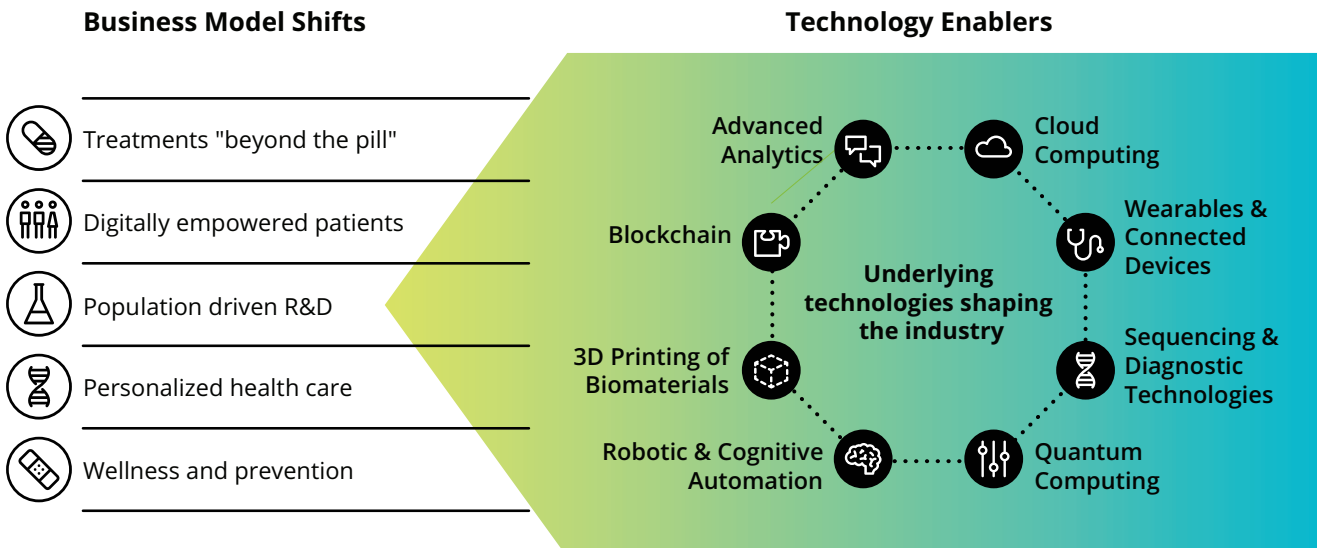 Business Model Shifts
Treatments "beyond the pill"
Digitally empowered patients
Population driven R&D
Personalized health care
Wellness and prevention
Technology Enablers
Advanced
Analytics
Cloud
Computing
Blockchain
Wearables &
Connected
Devices
Underlying
technologies shaping
the industry
3D Printing of
Biomaterials
Sequencing &
Diagnostic
Technologies
Robotic & Cognitive
Automation
Quantum
Computing